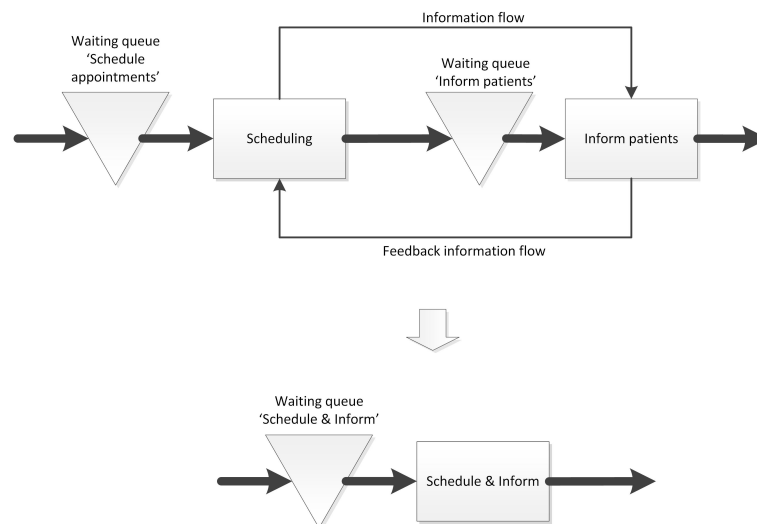 Information flow
Waiting queue
‘Schedule
appointments’
Waiting queue
‘Inform patients’
Scheduling
Inform patients
Feedback information flow
Waiting queue
‘Schedule & Inform’
Schedule & Inform